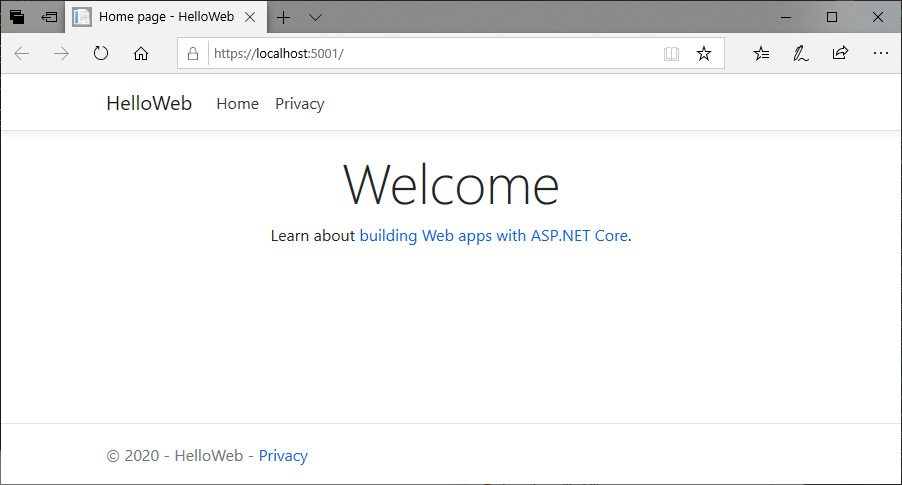 Home page - HelloWeb
https://localhost:5001/
HelloWeb Home Privacy
Welcome
Learn about building Web apps with ASP.NET Core.
© 2020 - HelloWeb - Privacy